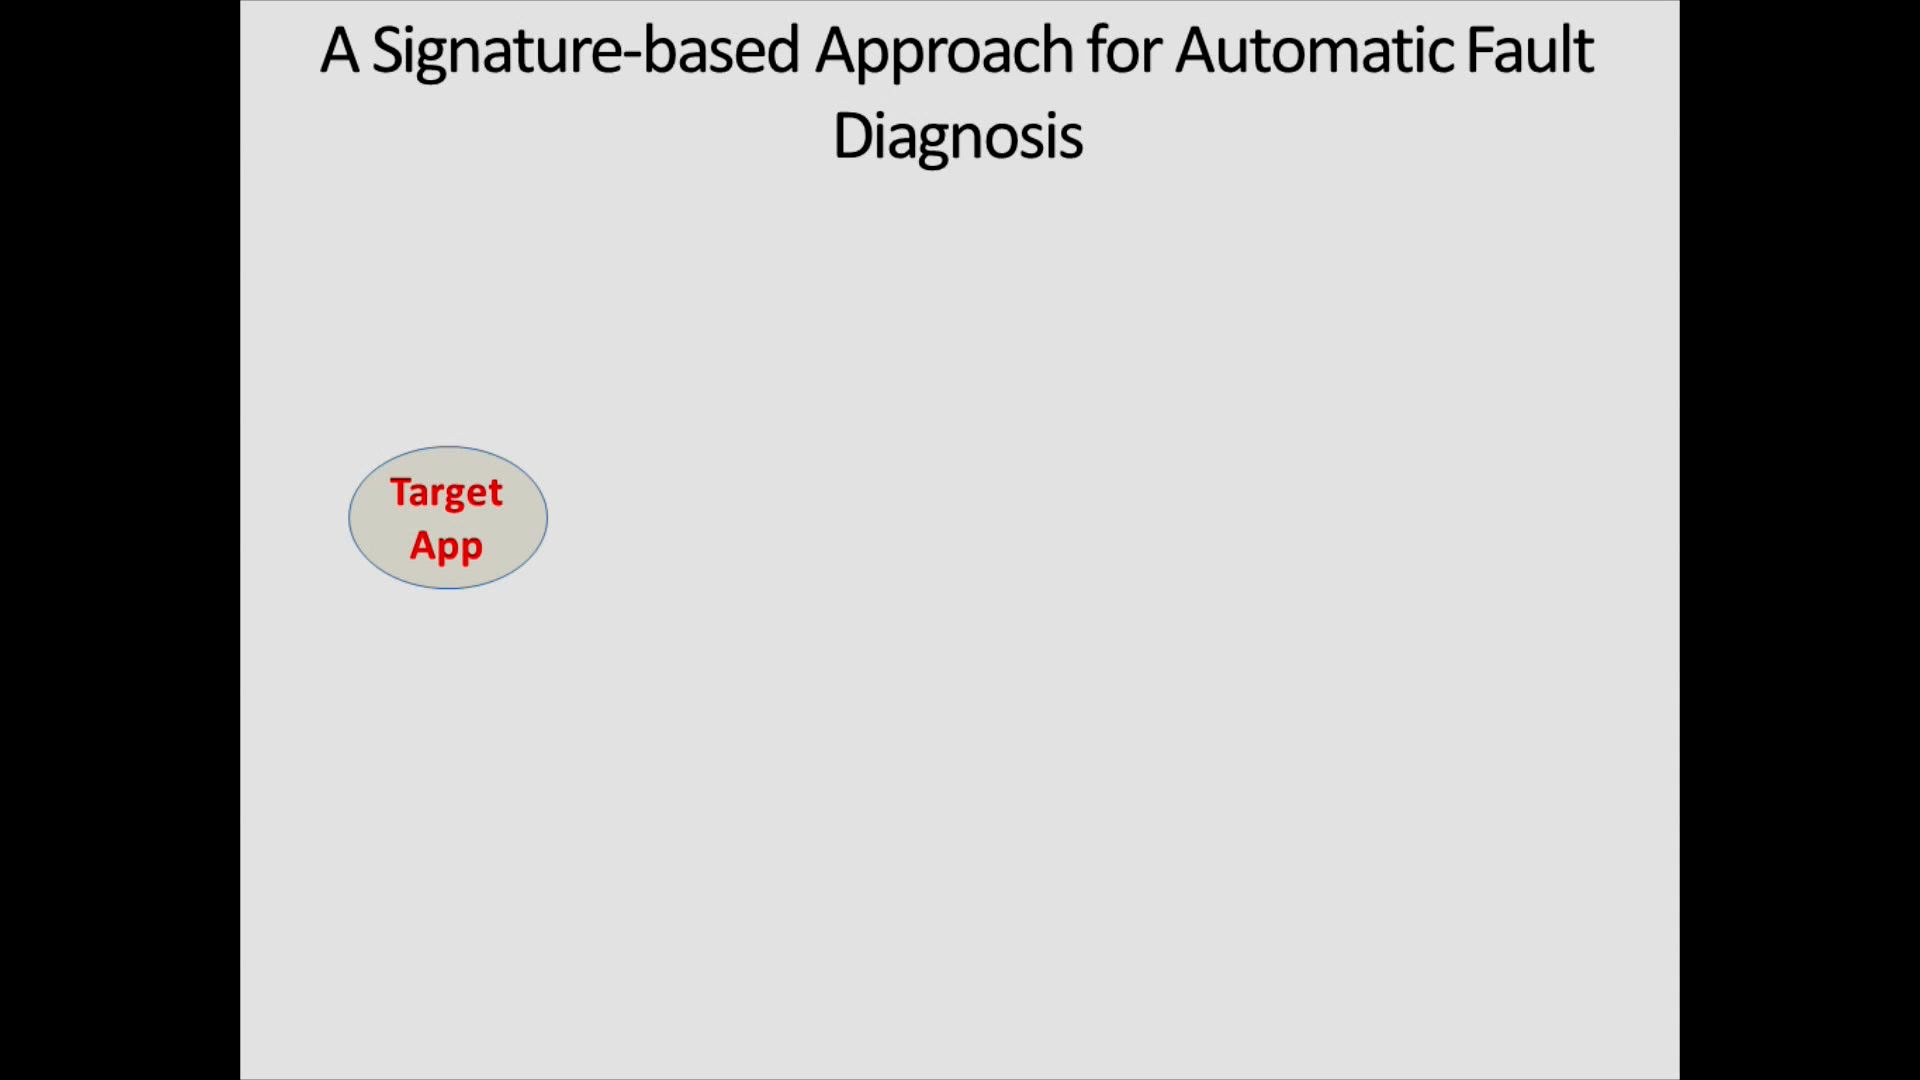 A Signature-based Approach for Automatic Fault
Diagnosis
Target
App